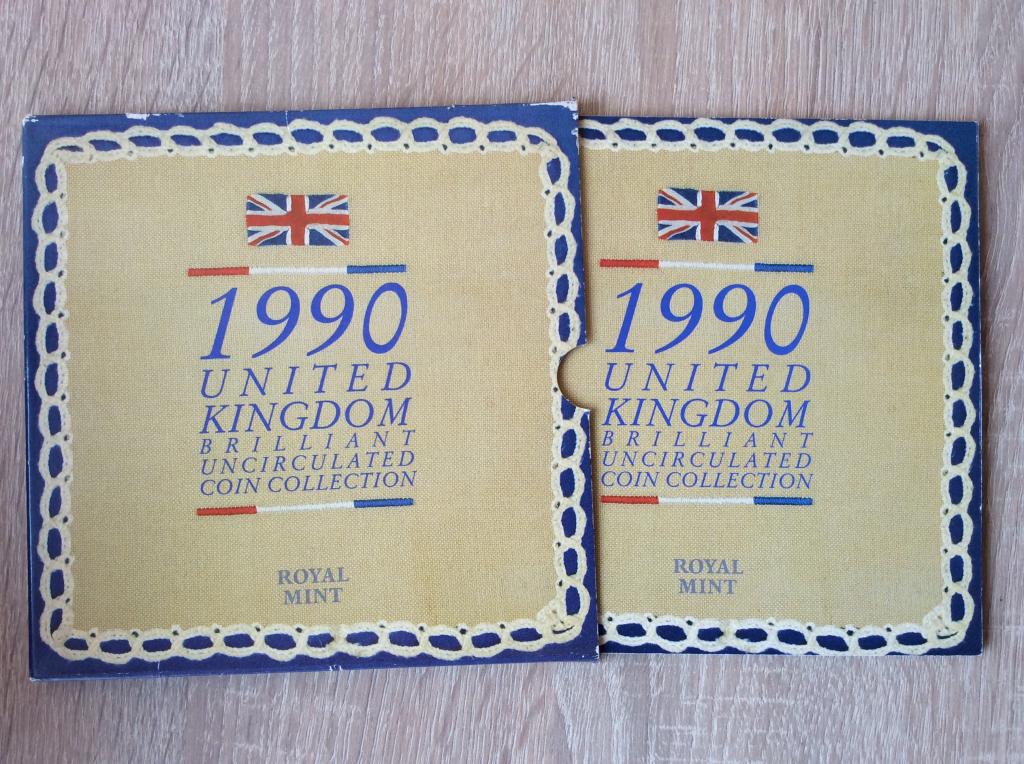 1990
UNITED
KINGDOM
BRILLIANT
UNCIRCULATED
COIN COLLECTION
ROYAL
MINT
1990
UNITED
KINGDOM
BRILLIANT
UNCIRCULATED
COIN COLLECTION
ROYAL
MINT